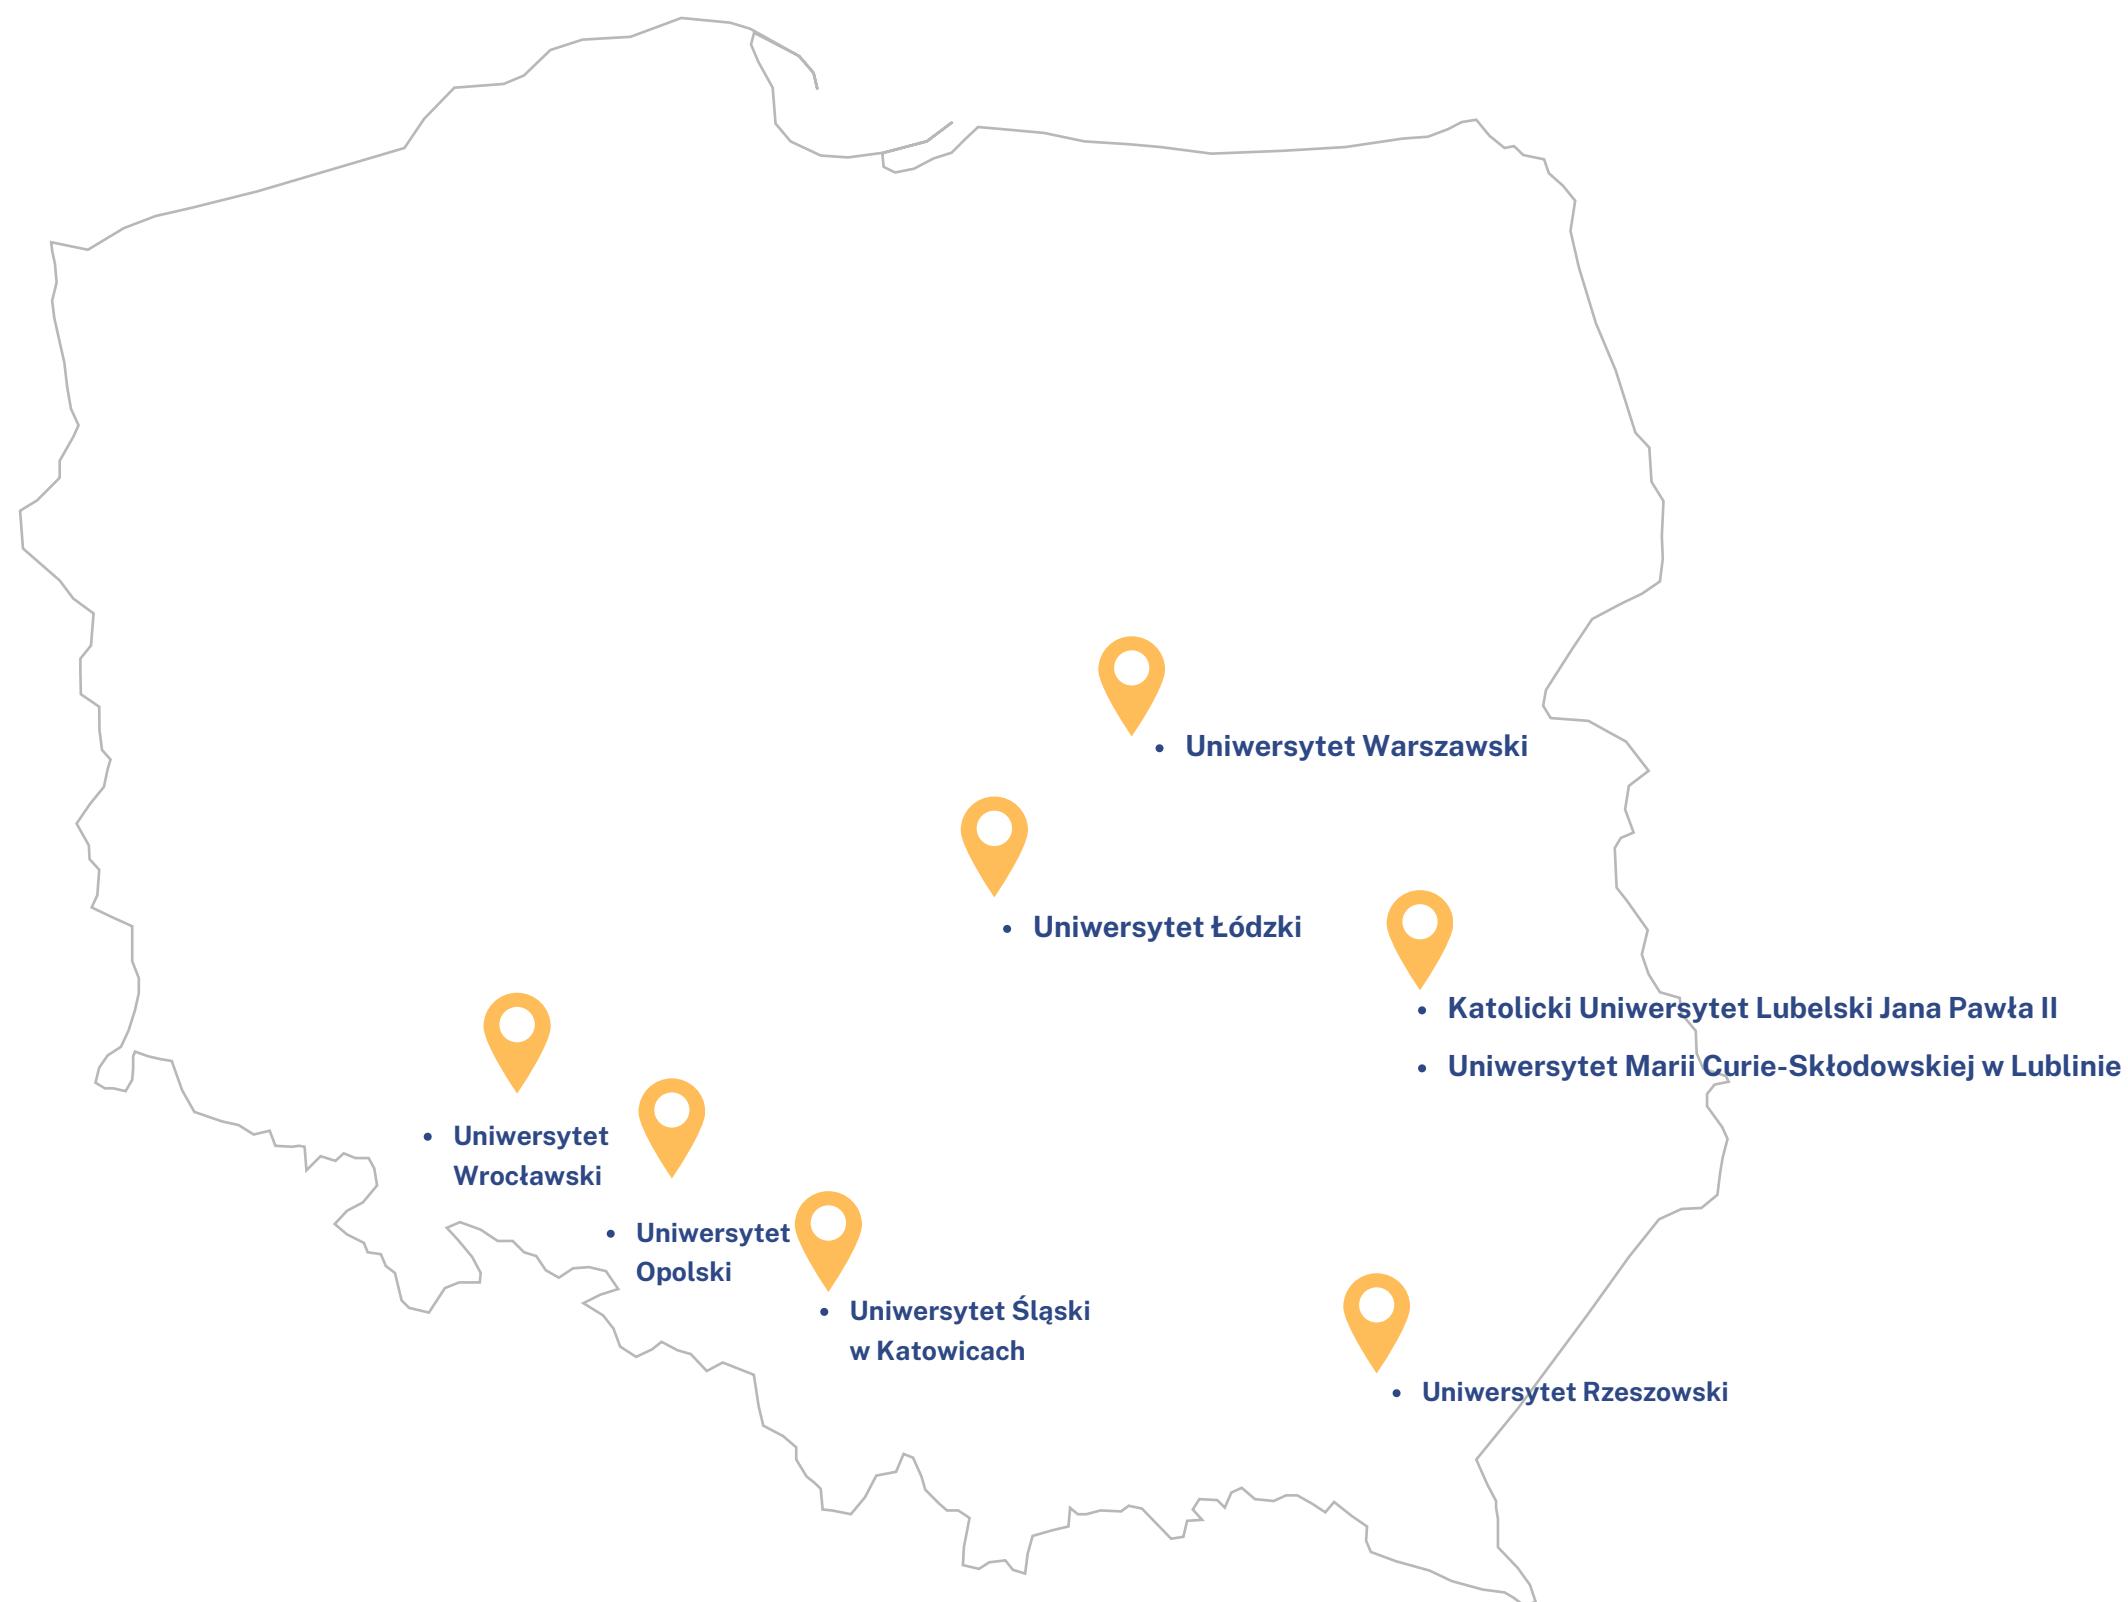 • Uniwersytet Warszawski
• Uniwersytet Łódzki
• Katolicki Uniwersytet Lubelski Jana Pawła II
• Uniwersytet Marii Curie-Skłodowskiej w Lublinie
• Uniwersytet
Wrocławski
• Uniwersytet
Opolski
• Uniwersytet Śląski
w Katowicach
• Uniwersytet Rzeszowski